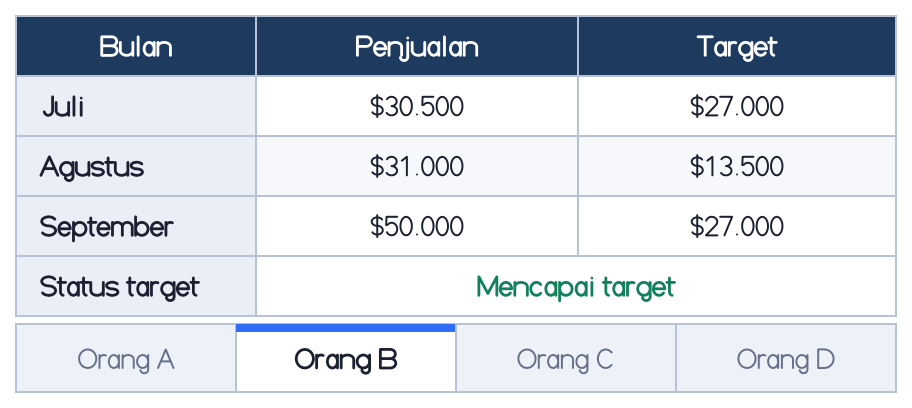 Bulan Penjualan Target
Juli $30.500 $27.000
Agustus $31.000 $13.500
September $50.000 $27.000
Status target Mencapai target
Orang A Orang B Orang C Orang D